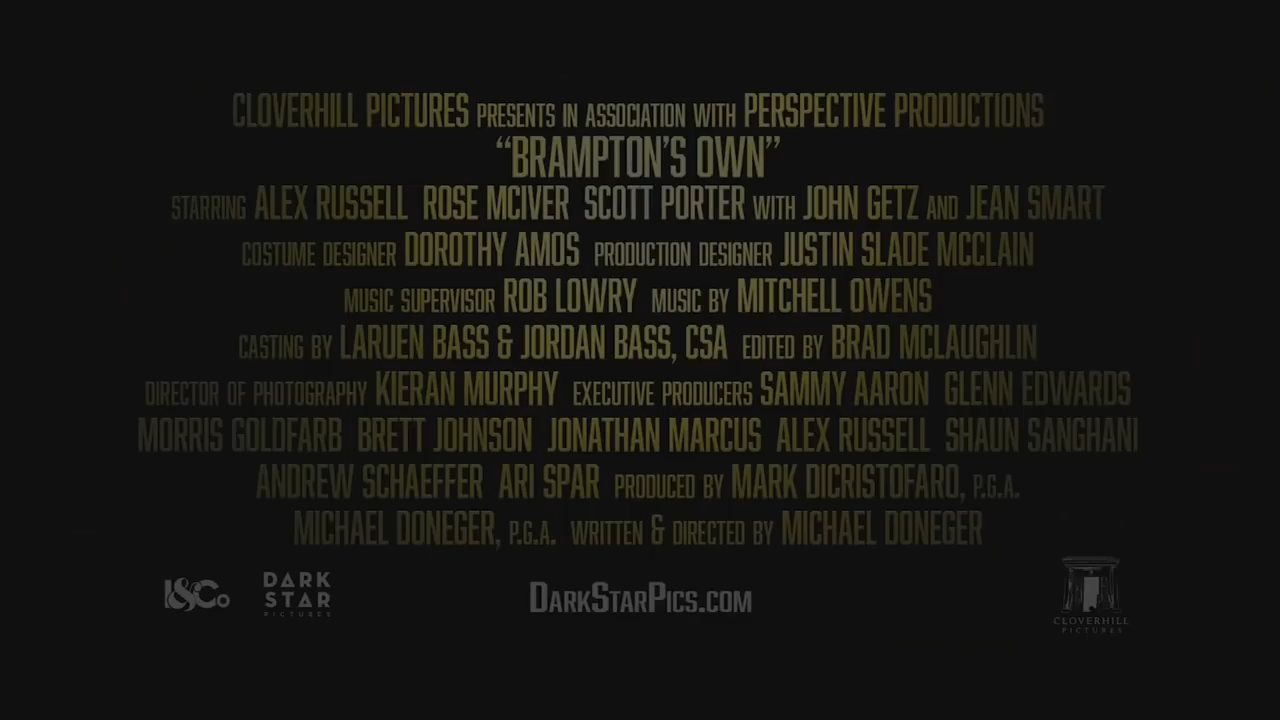 CLOVERHILL PICTURES PRESENTS IN ASSOCIATION WITH PERSPECTIVE PRODUCTIONS
“BRAMPTON’S OWN”
STARRING ALEX RUSSELL ROSE MCIVER SCOTT PORTER WITH JOHN GETZ AND JEAN SMART
COSTUME DESIGNER DOROTHY AMOS PRODUCTION DESIGNER JUSTIN SLADE MCCLAIN
MUSIC SUPERVISOR ROB LOWRY MUSIC BY MITCHELL OWENS
CASTING BY LARUEN BASS & JORDAN BASS, CSA EDITED BY BRAD MCLAUGHLIN
DIRECTOR OF PHOTOGRAPHY KIERAN MURPHY EXECUTIVE PRODUCERS SAMMY AARON GLENN EDWARDS
MORRIS GOLDFARB BRETT JOHNSON JONATHAN MARCUS ALEX RUSSELL SHAUN SANGHANI
ANDREW SCHAEFFER ARI SPAR PRODUCED BY MARK DICRISTOFARO, P.G.A.
MICHAEL DONEGER, P.G.A. WRITTEN & DIRECTED BY MICHAEL DONEGER
I&Co
DARK
STAR
PICTURES
DARKSTARPICS.COM
CLOVERHILL
PICTURES